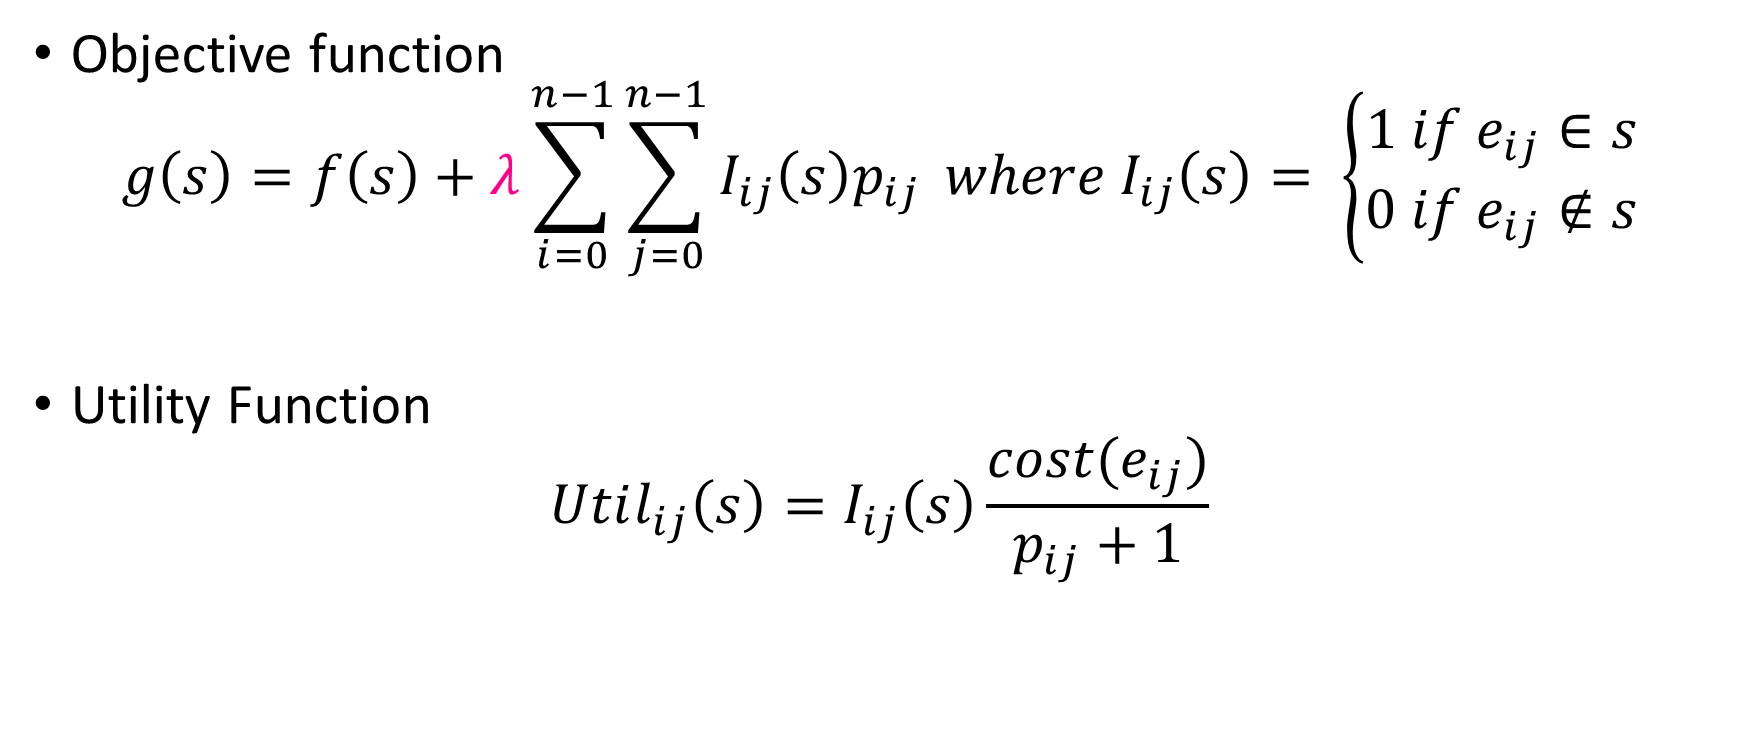 • Objective function
g(s) = f(s) + λ ∑_{i=0}^{n−1} ∑_{j=0}^{n−1} I_{ij}(s)p_{ij} where I_{ij}(s) = { 1 if e_{ij} ∈ s
0 if e_{ij} ∉ s
• Utility Function
Util_{ij}(s) = I_{ij}(s) cost(e_{ij}) / p_{ij} + 1